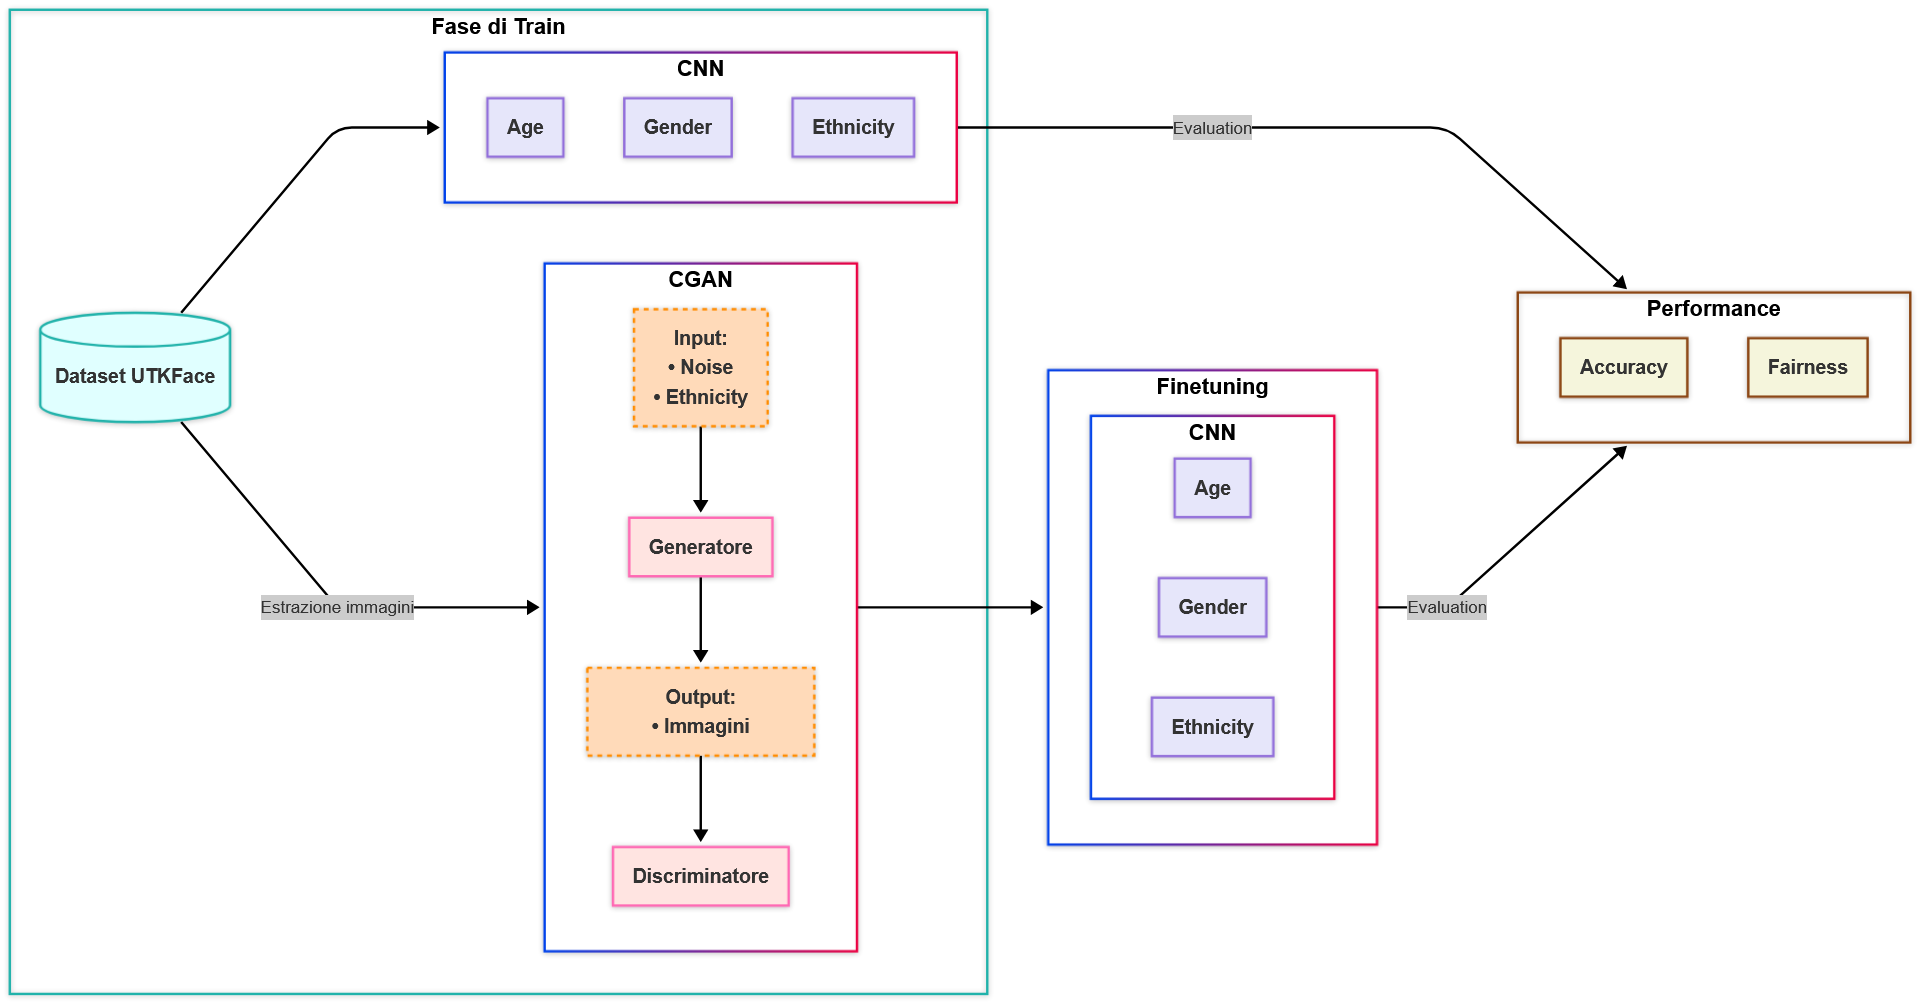 Fase di Train
CNN
Age
Gender
Ethnicity
Evaluation
CGAN
Input:
• Noise
• Ethnicity
Dataset UTKFace
Performance
Accuracy
Fairness
Finetuning
CNN
Age
Generatore
Estrazione immagini
Gender
Evaluation
Output:
• Immagini
Ethnicity
Discriminatore